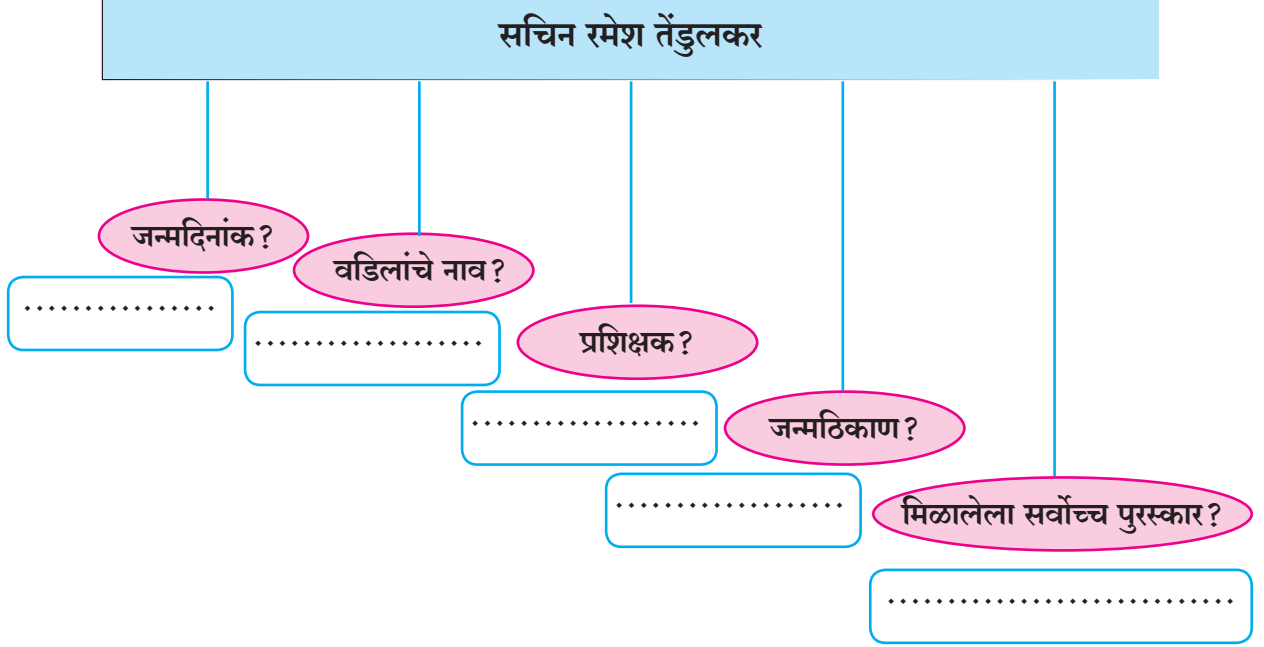 सचिन रमेश तेंडुलकर
जन्मदिनांक?
................
वडिलांचे नाव?
...................
प्रशिक्षक?
...................
जन्मठिकाण?
...................
मिळालेला सर्वोच्च पुरस्कार?
.............................